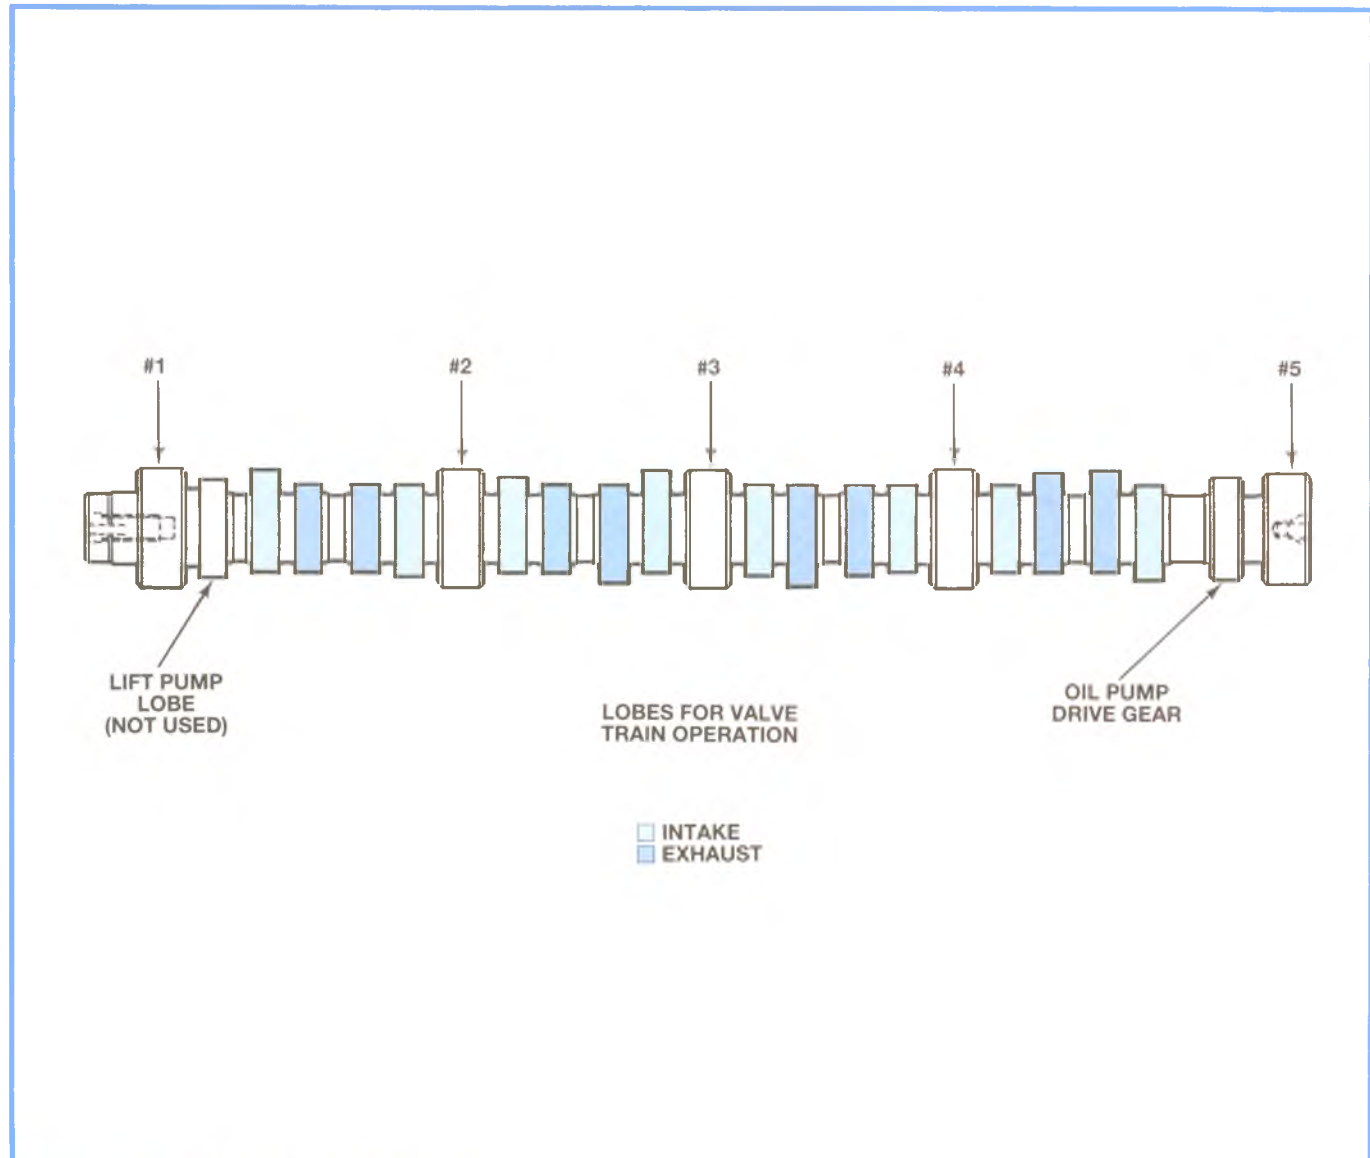 #1
#2
#3
#4
#5
LIFT PUMP
LOBE
(NOT USED)
LOBES FOR VALVE
TRAIN OPERATION
OIL PUMP
DRIVE GEAR
INTAKE
EXHAUST